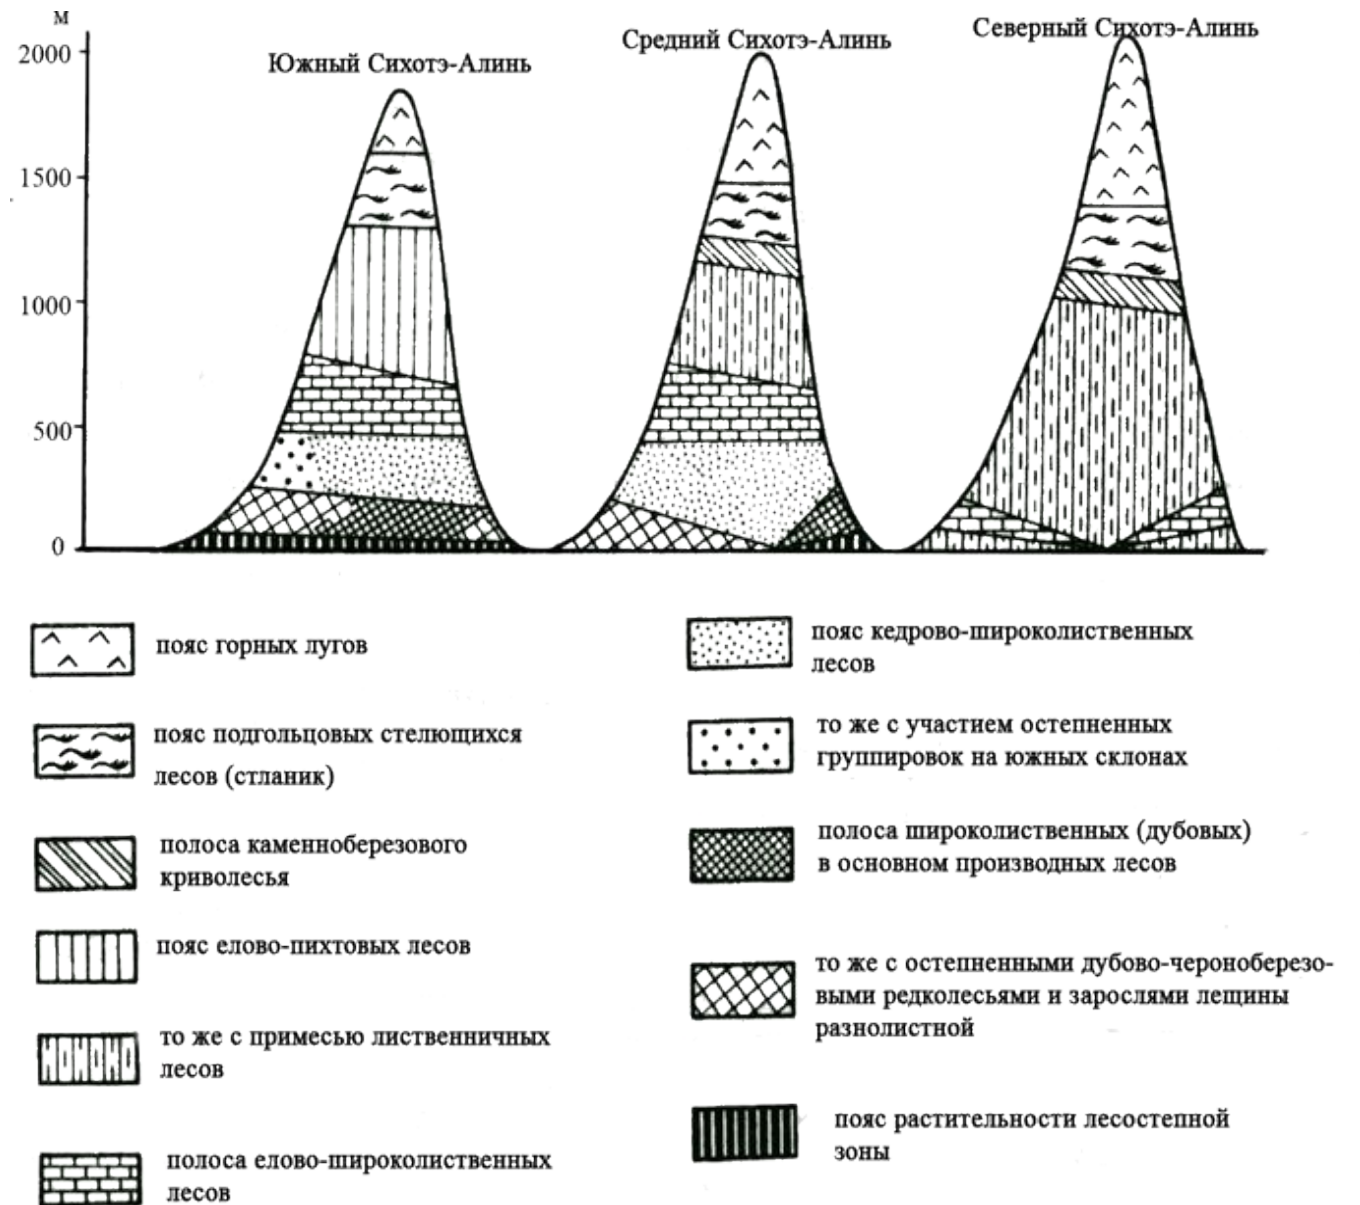 м
Южный Сихотэ-Алинь
Средний Сихотэ-Алинь
Северный Сихотэ-Алинь
2000
1500
1000
500
0
пояс горных лугов
пояс подгольцовых стелющихся
лесов (стланик)
полоса каменноберезового
криволесья
пояс елово-пихтовых лесов
то же с примесью лиственничных
лесов
полоса елово-широколиственных
лесов
пояс кедрово-широколиственных
лесов
то же с участием остепненных
группировок на южных склонах
полоса широколиственных (дубовых)
в основном производных лесов
то же с остепненными дубово-чероноберезо-
выми редколесьями и зарослями лещины
разнолистной
пояс растительности лесостепной
зоны